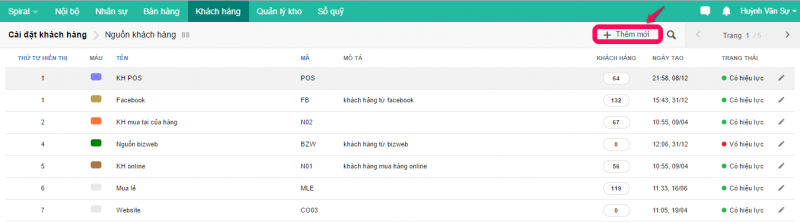 Spiral Nội bộ Nhân sự Bán hàng Khách hàng Quản lý kho Sổ quỹ Huỳnh Văn Sự
Cài đặt khách hàng Nguồn khách hàng 88 + Thêm mới Trang 1 / 5
THỨ TỰ HIỂN THỊ MÀU TÊN MÃ MÔ TẢ KHÁCH HÀNG NGÀY TẠO TRẠNG THÁI
1 KH POS POS 64 21:58, 08/12 Có hiệu lực
1 Facebook FB khách hàng từ facebook 132 15:43, 31/12 Có hiệu lực
2 KH mua tại cửa hàng N02 67 10:55, 09/04 Có hiệu lực
4 Nguồn từ bizweb BZW khách hàng từ bizweb 0 12:06, 31/12 Vô hiệu lực
5 KH online N01 khách hàng mua hàng online 56 10:55, 09/04 Có hiệu lực
6 Mua lẻ MLE 119 11:33, 16/06 Có hiệu lực
7 Website CO03 0 11:05, 19/04 Có hiệu lực